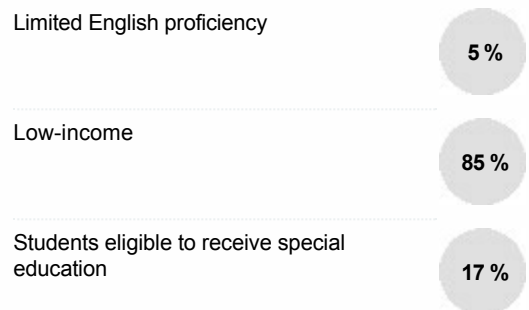 Limited English proficiency
5 %
Low-income
85 %
Students eligible to receive special
education
17 %